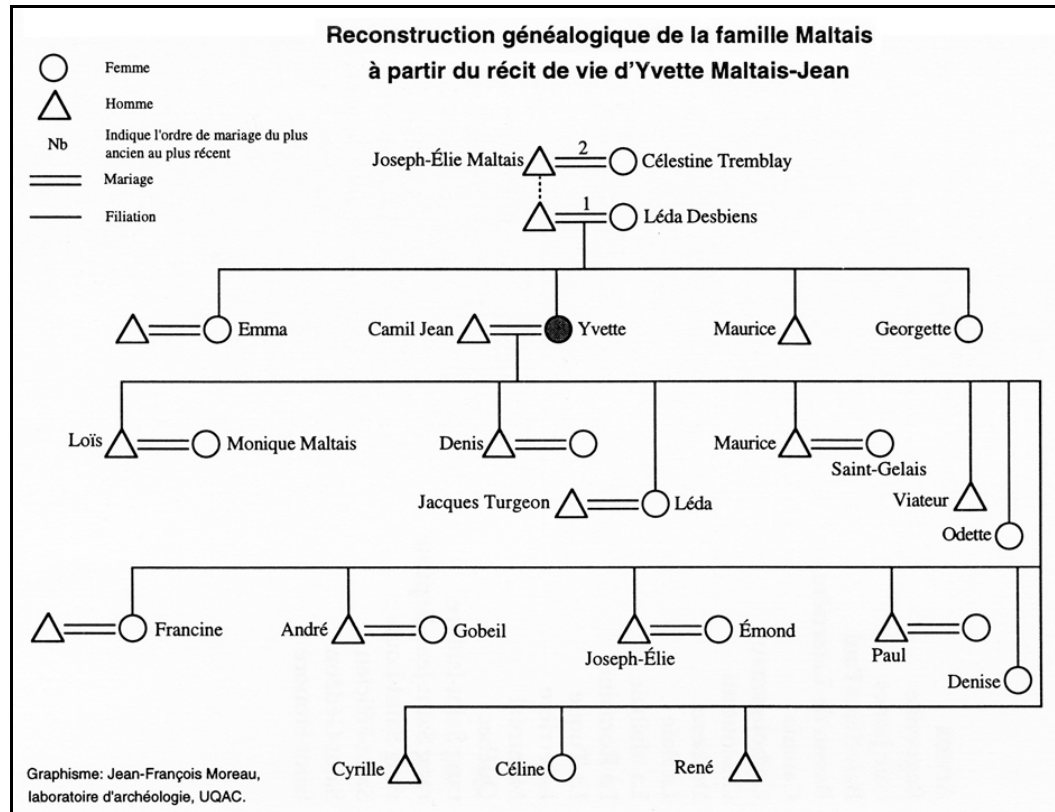 Reconstruction généalogique de la famille Maltais
à partir du récit de vie d'Yvette Maltais-Jean
Femme
Homme
Nb Indique l'ordre de mariage du plus
ancien au plus récent
Mariage
Filiation
Joseph-Élie Maltais 2 Célestine Tremblay
1 Léda Desbiens
Emma Camil Jean Yvette Maurice Georgette
Loïs Monique Maltais Denis Maurice
Saint-Gelais
Jacques Turgeon Léda Viateur
Odette
Francine André Gobeil Émond
Joseph-Élie Paul
Denise
Cyrille Céline René
Graphisme: Jean-François Moreau,
laboratoire d'archéologie, UQAC.